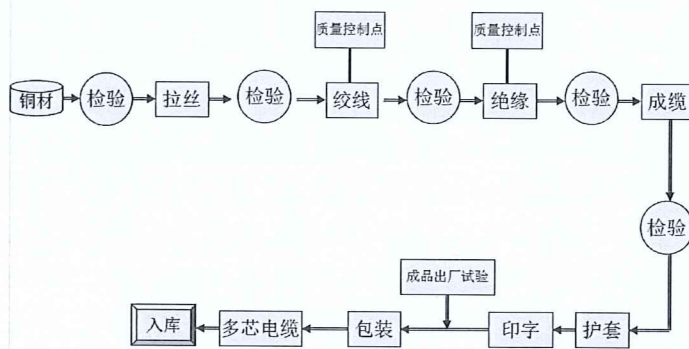 质量控制点
质量控制点
铜材
检验
拉丝
检验
绞线
检验
绝缘
检验
成缆
检验
成品出厂试验
入库
多芯电缆
包装
印字
护套